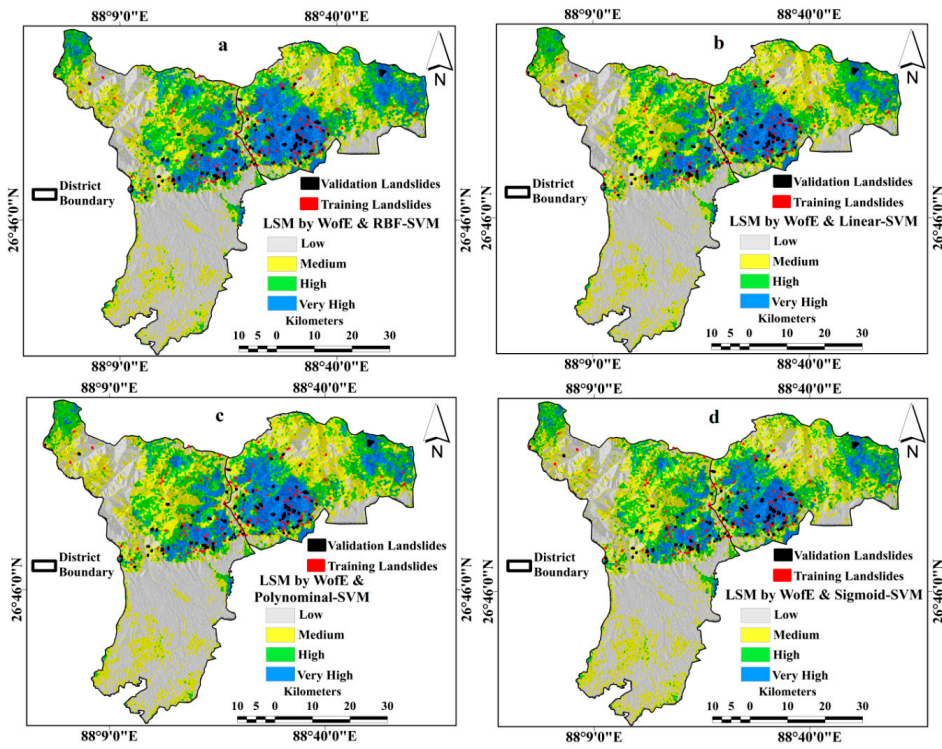 88°9'0"E 88°40'0"E
a
N
Validation Landslides
Training Landslides
District
Boundary
LSM by WofE & RBF-SVM
Low
Medium
High
Very High
Kilometers
10 5 0 10 20 30
26°46'0"N
88°9'0"E 88°40'0"E
88°9'0"E 88°40'0"E
b
N
Validation Landslides
Training Landslides
District
Boundary
LSM by WofE & Linear-SVM
Low
Medium
High
Very High
Kilometers
10 5 0 10 20 30
26°46'0"N
26°46'0"N
88°9'0"E 88°40'0"E
88°9'0"E 88°40'0"E
c
N
Validation Landslides
Training Landslides
District
Boundary
LSM by WofE &
Polynominal-SVM
Low
Medium
High
Very High
Kilometers
10 5 0 10 20 30
26°46'0"N
88°9'0"E 88°40'0"E
88°9'0"E 88°40'0"E
d
N
Validation Landslides
Training Landslides
District
Boundary
LSM by WofE & Sigmoid-SVM
Low
Medium
High
Very High
Kilometers
10 5 0 10 20 30
26°46'0"N
26°46'0"N
88°9'0"E 88°40'0"E